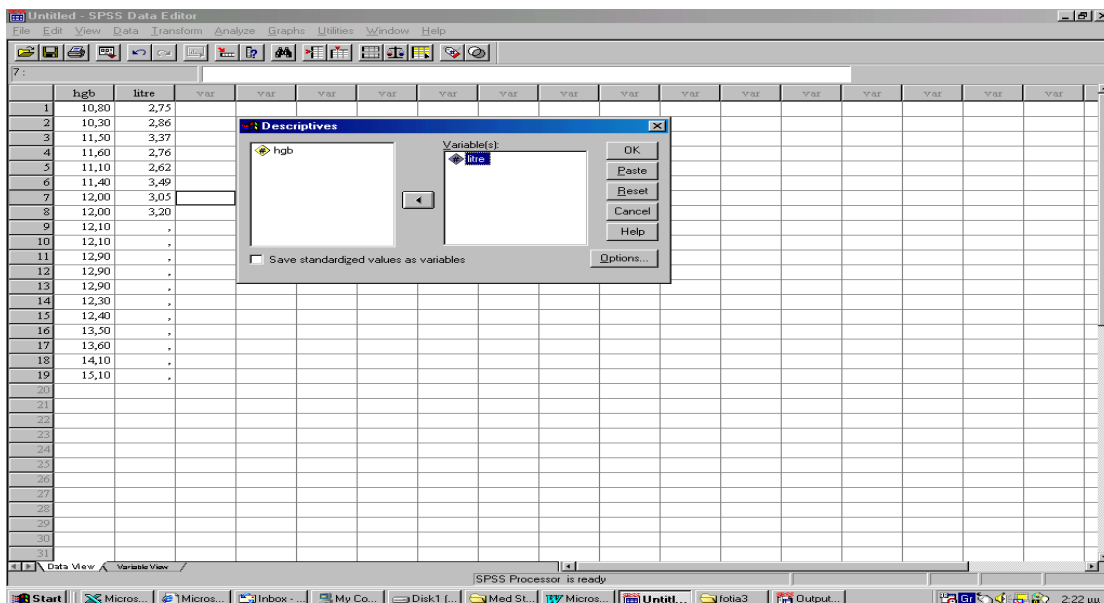 Untitled - SPSS Data Editor
File Edit View Data Transform Analyze Graphs Utilities Window Help
7 :
hgb litre var var var var var var var var var var var var var var
1 10,80 2,75
2 10,30 2,86
3 11,50 3,37
4 11,60 2,76
5 11,10 2,62
6 11,40 3,49
7 12,00 3,05
8 12,00 3,20
9 12,10 ,
10 12,10 ,
11 12,90 ,
12 12,90 ,
13 12,90 ,
14 12,30 ,
15 12,40 ,
16 13,50 ,
17 13,60 ,
18 14,10 ,
19 15,10 ,
20
21
22
23
24
25
26
27
28
29
30
31
Descriptives
hgb
Variable(s):
litre
OK
Paste
Reset
Cancel
Help
Save standardized values as variables
Options...
Data View Variable View
SPSS Processor is ready
Start Micros... Micros... Inbox - ... My Co... Disk1 (... Med St... Micros... Untitl... fotia3 Output... Gr 2:22 μμ